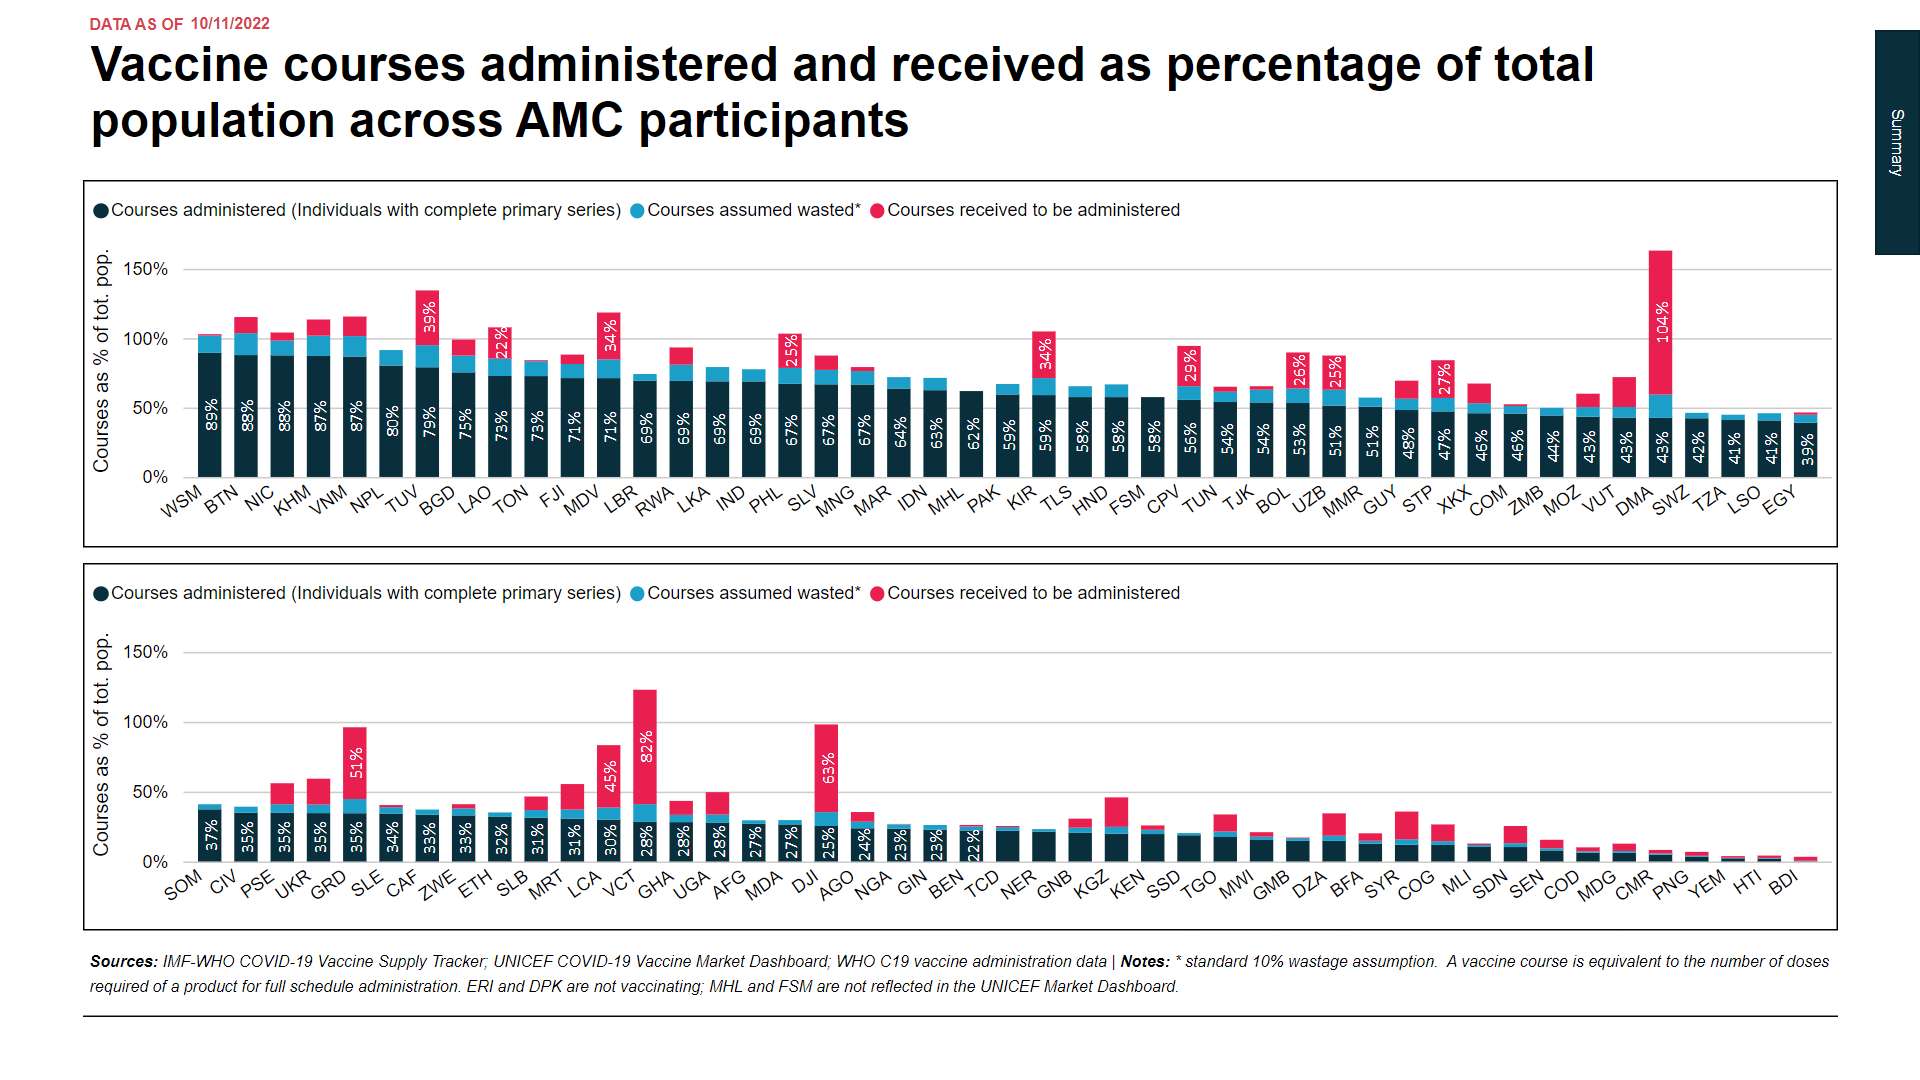 DATA AS OF 10/11/2022
Vaccine courses administered and received as percentage of total
population across AMC participants
Summary
Courses administered (Individuals with complete primary series) Courses assumed wasted* Courses received to be administered
Courses as % of tot. pop.
150%
100%
50%
0%
39% 22% 34% 25% 34% 29% 26% 25% 27% 104%
89% 88% 88% 87% 87% 80% 79% 75% 73% 73% 71% 71% 69% 69% 69% 69% 67% 67% 67% 64% 63% 62% 59% 59% 58% 58% 58% 56% 54% 54% 53% 51% 51% 48% 47% 46% 46% 44% 43% 43% 43% 42% 41% 41% 39%
WSM BTN NIC KHM VNM NPL TUV BGD LAO TON FJI MDV LBR RWA LKA IND PHL SLV MNG MAR IDN MHL PAK KIR TLS HND FSM CPV TUN TJK BOL UZB MMR GUY STP XKX COM ZMB MOZ VUT DMA SWZ TZA LSO EGY
Courses administered (Individuals with complete primary series) Courses assumed wasted* Courses received to be administered
Courses as % of tot. pop.
150%
100%
50%
0%
51% 45% 82% 63%
37% 35% 35% 35% 35% 34% 33% 33% 32% 31% 31% 30% 28% 28% 28% 27% 27% 25% 24% 23% 23% 22%
SOM CIV PSE UKR GRD SLE CAF ZWE ETH SLB MRT LCA VCT GHA UGA AFG MDA DJI AGO NGA GIN BEN TCD NER GNB KGZ KEN SSD TGO MWI GMB DZA BFA SYR COG MLI SDN SEN COD MDG CMR PNG YEM HTI BDI
Sources: IMF-WHO COVID-19 Vaccine Supply Tracker; UNICEF COVID-19 Vaccine Market Dashboard; WHO C19 vaccine administration data | Notes: * standard 10% wastage assumption. A vaccine course is equivalent to the number of doses
required of a product for full schedule administration. ERI and DPK are not vaccinating; MHL and FSM are not reflected in the UNICEF Market Dashboard.